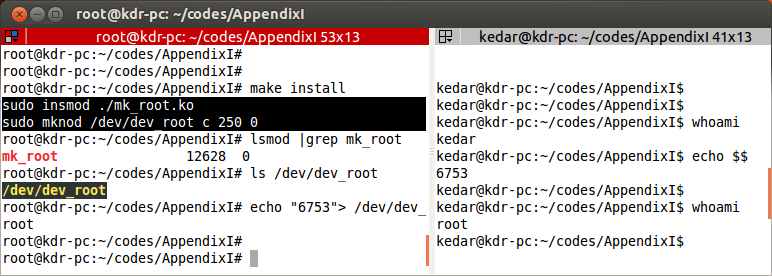 root@kdr-pc: ~/codes/AppendixI
root@kdr-pc: ~/codes/AppendixI 53x13
root@kdr-pc:~/codes/AppendixI#
root@kdr-pc:~/codes/AppendixI#
root@kdr-pc:~/codes/AppendixI# make install
sudo insmod ./mk_root.ko
sudo mknod /dev/dev_root c 250 0
root@kdr-pc:~/codes/AppendixI# lsmod |grep mk_root
mk_root 12628 0
root@kdr-pc:~/codes/AppendixI# ls /dev/dev_root
/dev/dev_root
root@kdr-pc:~/codes/AppendixI# echo "6753"> /dev/dev_
root
root@kdr-pc:~/codes/AppendixI#
root@kdr-pc:~/codes/AppendixI#
kedar@kdr-pc: ~/codes/AppendixI 41x13
kedar@kdr-pc:~/codes/AppendixI$
kedar@kdr-pc:~/codes/AppendixI$
kedar@kdr-pc:~/codes/AppendixI$ whoami
kedar
kedar@kdr-pc:~/codes/AppendixI$ echo $$
6753
kedar@kdr-pc:~/codes/AppendixI$
kedar@kdr-pc:~/codes/AppendixI$ whoami
root
kedar@kdr-pc:~/codes/AppendixI$